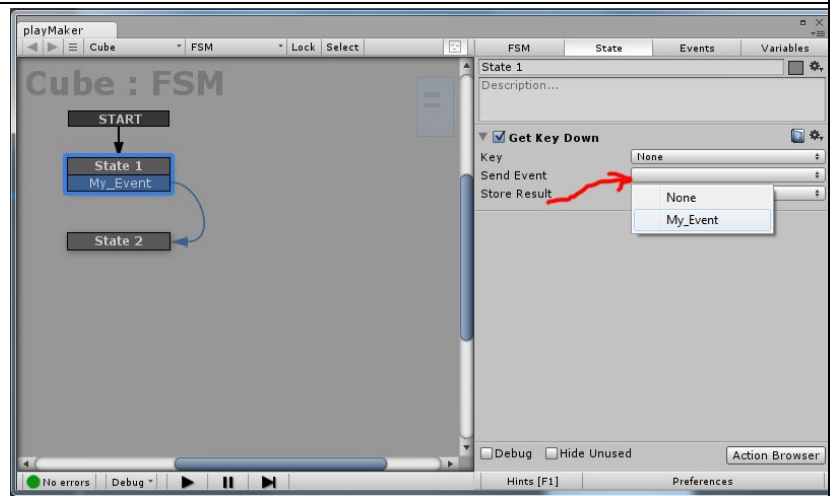 playMaker
Cube FSM Lock Select
Cube : FSM
START
State 1
My_Event
State 2
No errors Debug
FSM State Events Variables
State 1
Description...
Get Key Down
Key None
Send Event
Store Result
None
My_Event
Debug Hide Unused Action Browser
Hints [F1] Preferences